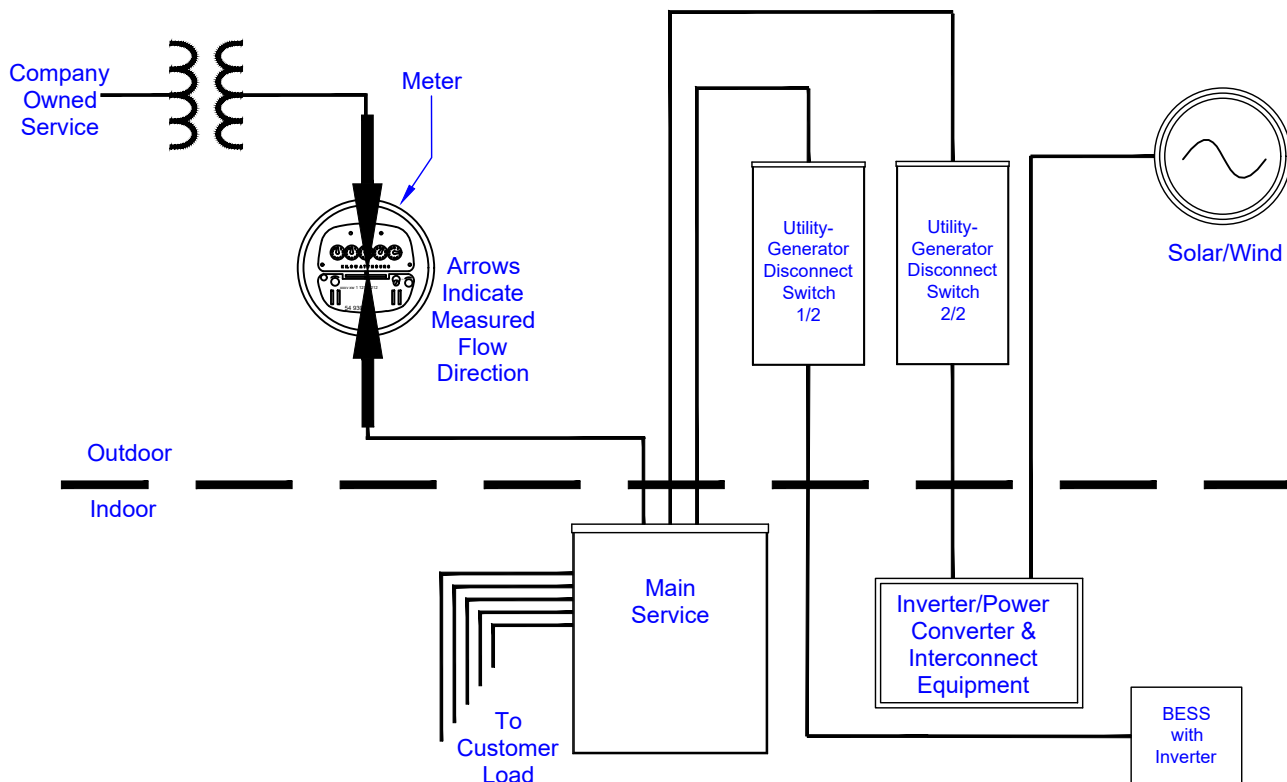 Company
Owned
Service
Meter
Arrows
Indicate
Measured
Flow
Direction
Utility-
Generator
Disconnect
Switch
1/2
Utility-
Generator
Disconnect
Switch
2/2
Solar/Wind
Outdoor
Indoor
Main
Service
Inverter/Power
Converter &
Interconnect
Equipment
To
Customer
Load
BESS
with
Inverter